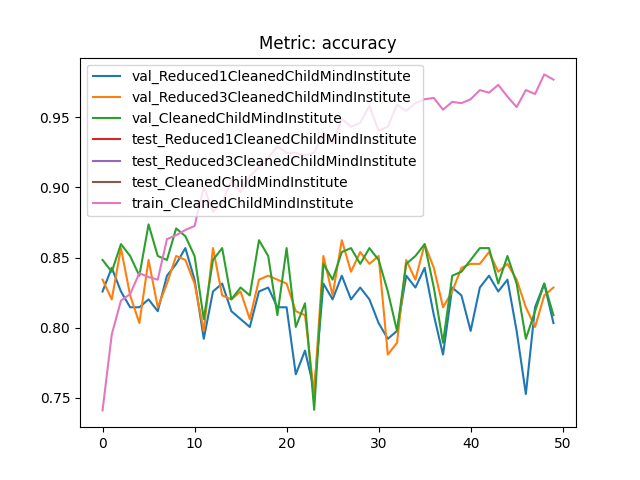 Metric: accuracy
val_Reduced1CleanedChildMindInstitute
val_Reduced3CleanedChildMindInstitute
val_CleanedChildMindInstitute
test_Reduced1CleanedChildMindInstitute
test_Reduced3CleanedChildMindInstitute
test_CleanedChildMindInstitute
train_CleanedChildMindInstitute
0.95
0.90
0.85
0.80
0.75
0 10 20 30 40 50